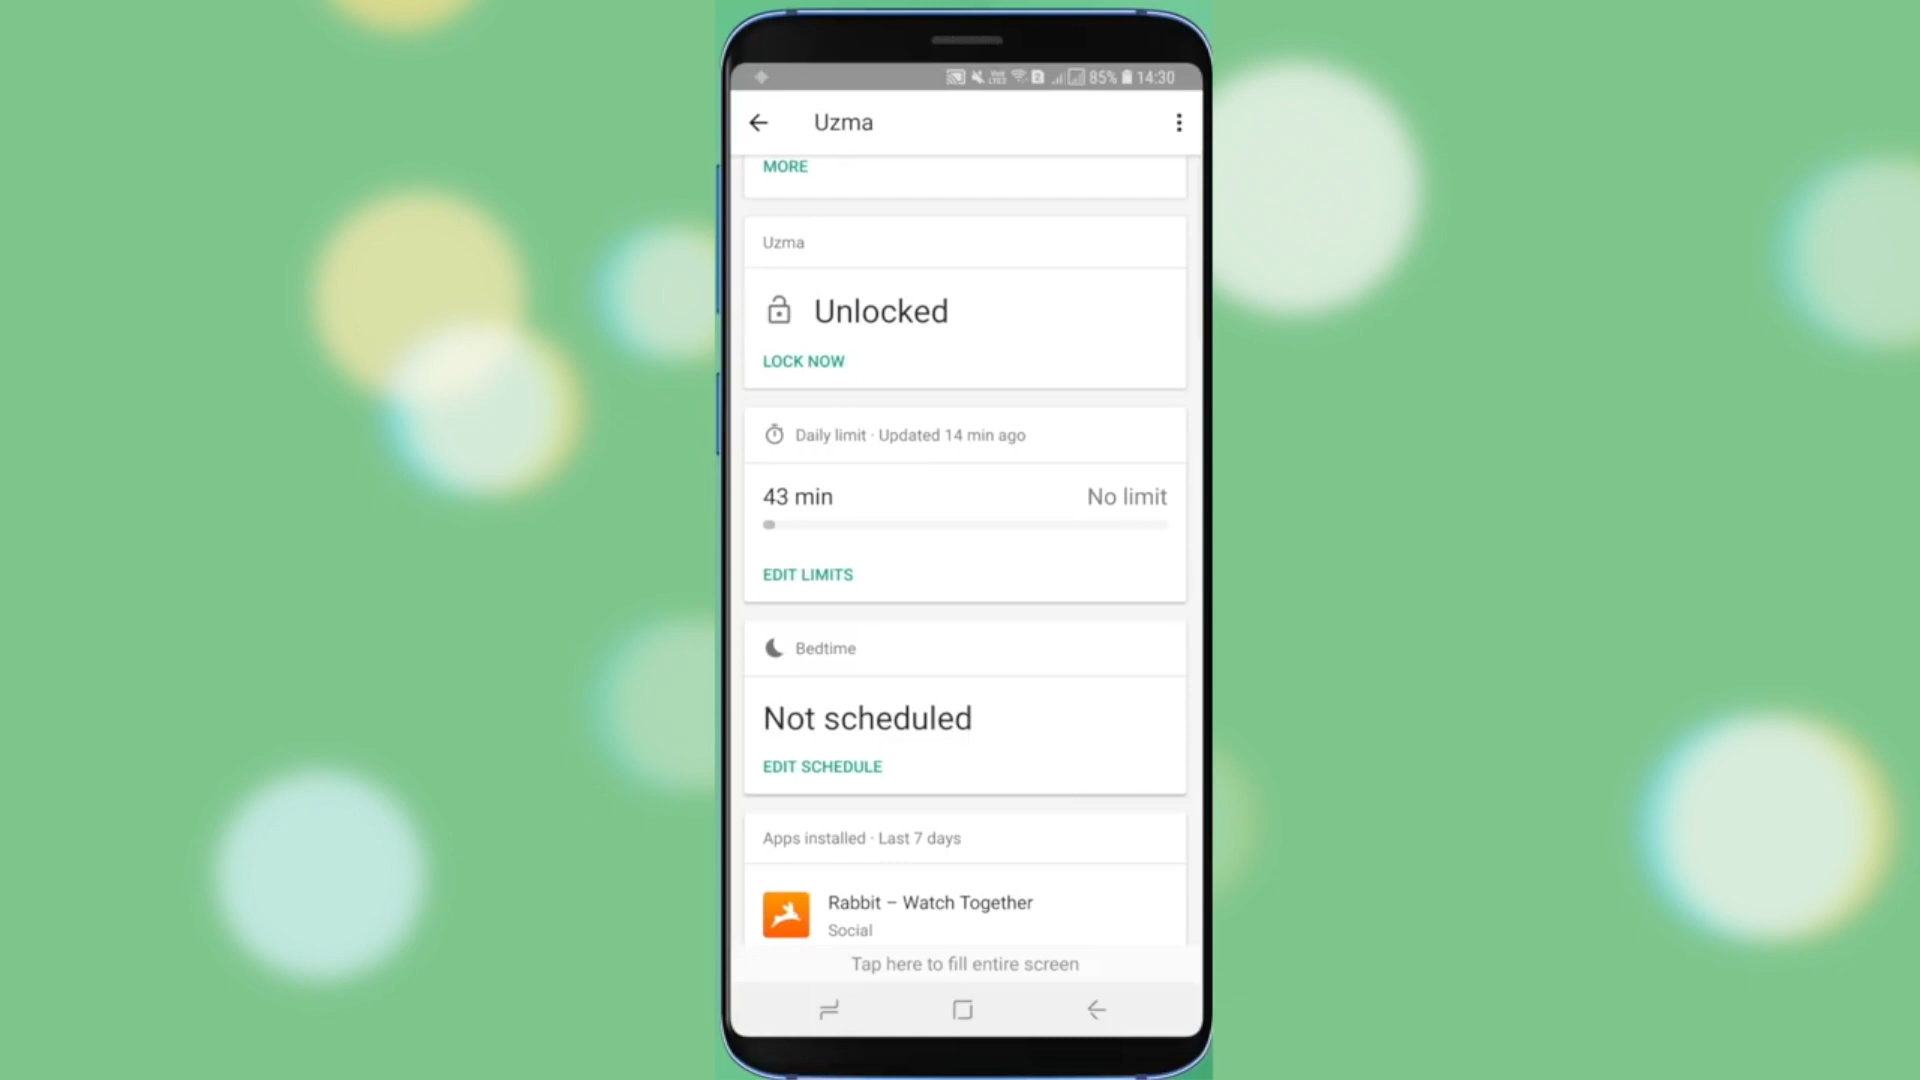 85% 14:30
Uzma
MORE
Uzma
Unlocked
LOCK NOW
Daily limit · Updated 14 min ago
43 min No limit
EDIT LIMITS
Bedtime
Not scheduled
EDIT SCHEDULE
Apps installed · Last 7 days
Rabbit – Watch Together
Social
Tap here to fill entire screen